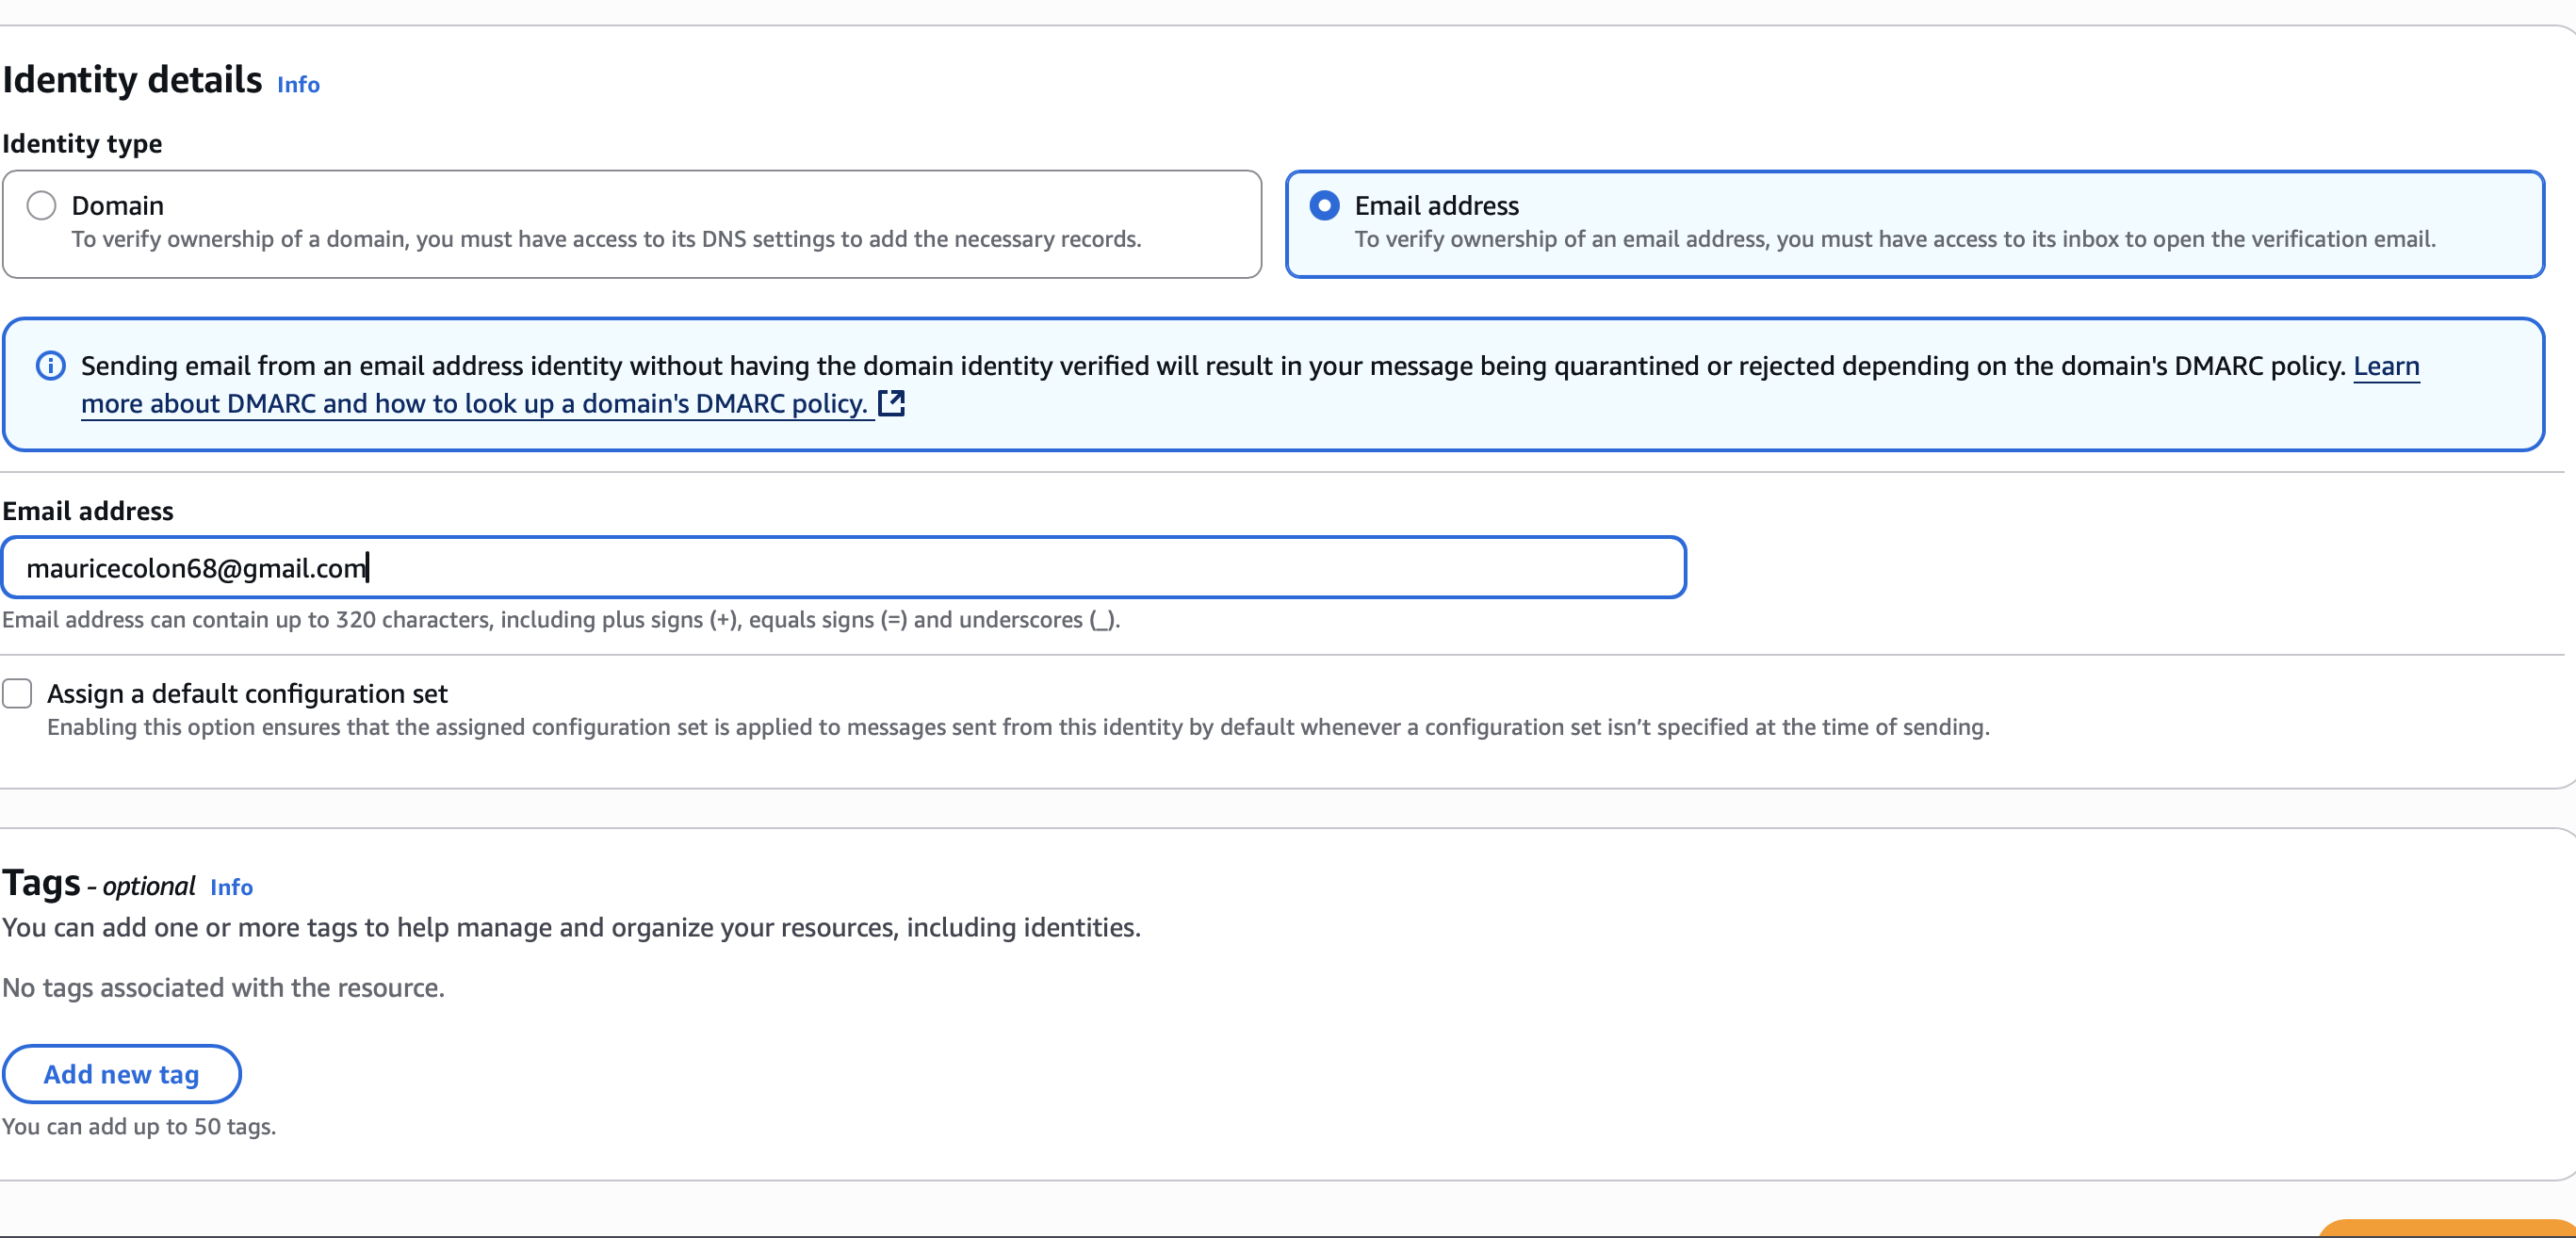 Identity details Info
Identity type
Domain
To verify ownership of a domain, you must have access to its DNS settings to add the necessary records.
Email address
To verify ownership of an email address, you must have access to its inbox to open the verification email.
Sending email from an email address identity without having the domain identity verified will result in your message being quarantined or rejected depending on the domain's DMARC policy. Learn
more about DMARC and how to look up a domain's DMARC policy.
Email address
mauricecolon68@gmail.com
Email address can contain up to 320 characters, including plus signs (+), equals signs (=) and underscores (_).
Assign a default configuration set
Enabling this option ensures that the assigned configuration set is applied to messages sent from this identity by default whenever a configuration set isn’t specified at the time of sending.
Tags - optional Info
You can add one or more tags to help manage and organize your resources, including identities.
No tags associated with the resource.
Add new tag
You can add up to 50 tags.